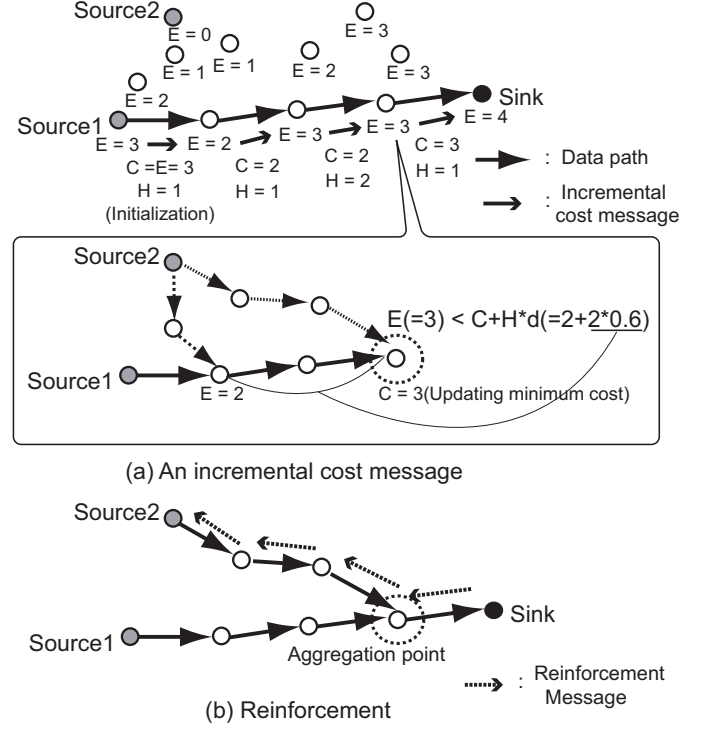 Source2
E = 0
E = 3
E = 1
E = 1
E = 2
E = 3
E = 2
Source1
Sink
E = 3
E = 2
E = 3
E = 3
E = 4
C =E= 3
H = 1
(Initialization)
C = 2
H = 1
C = 2
H = 2
C = 3
H = 1
: Data path
: Incremental
cost message
Source2
E(=3) < C+H*d(=2+2*0.6)
Source1
E = 2
C = 3(Updating minimum cost)
(a) An incremental cost message
Source2
Sink
Source1
Aggregation point
: Reinforcement
Message
(b) Reinforcement